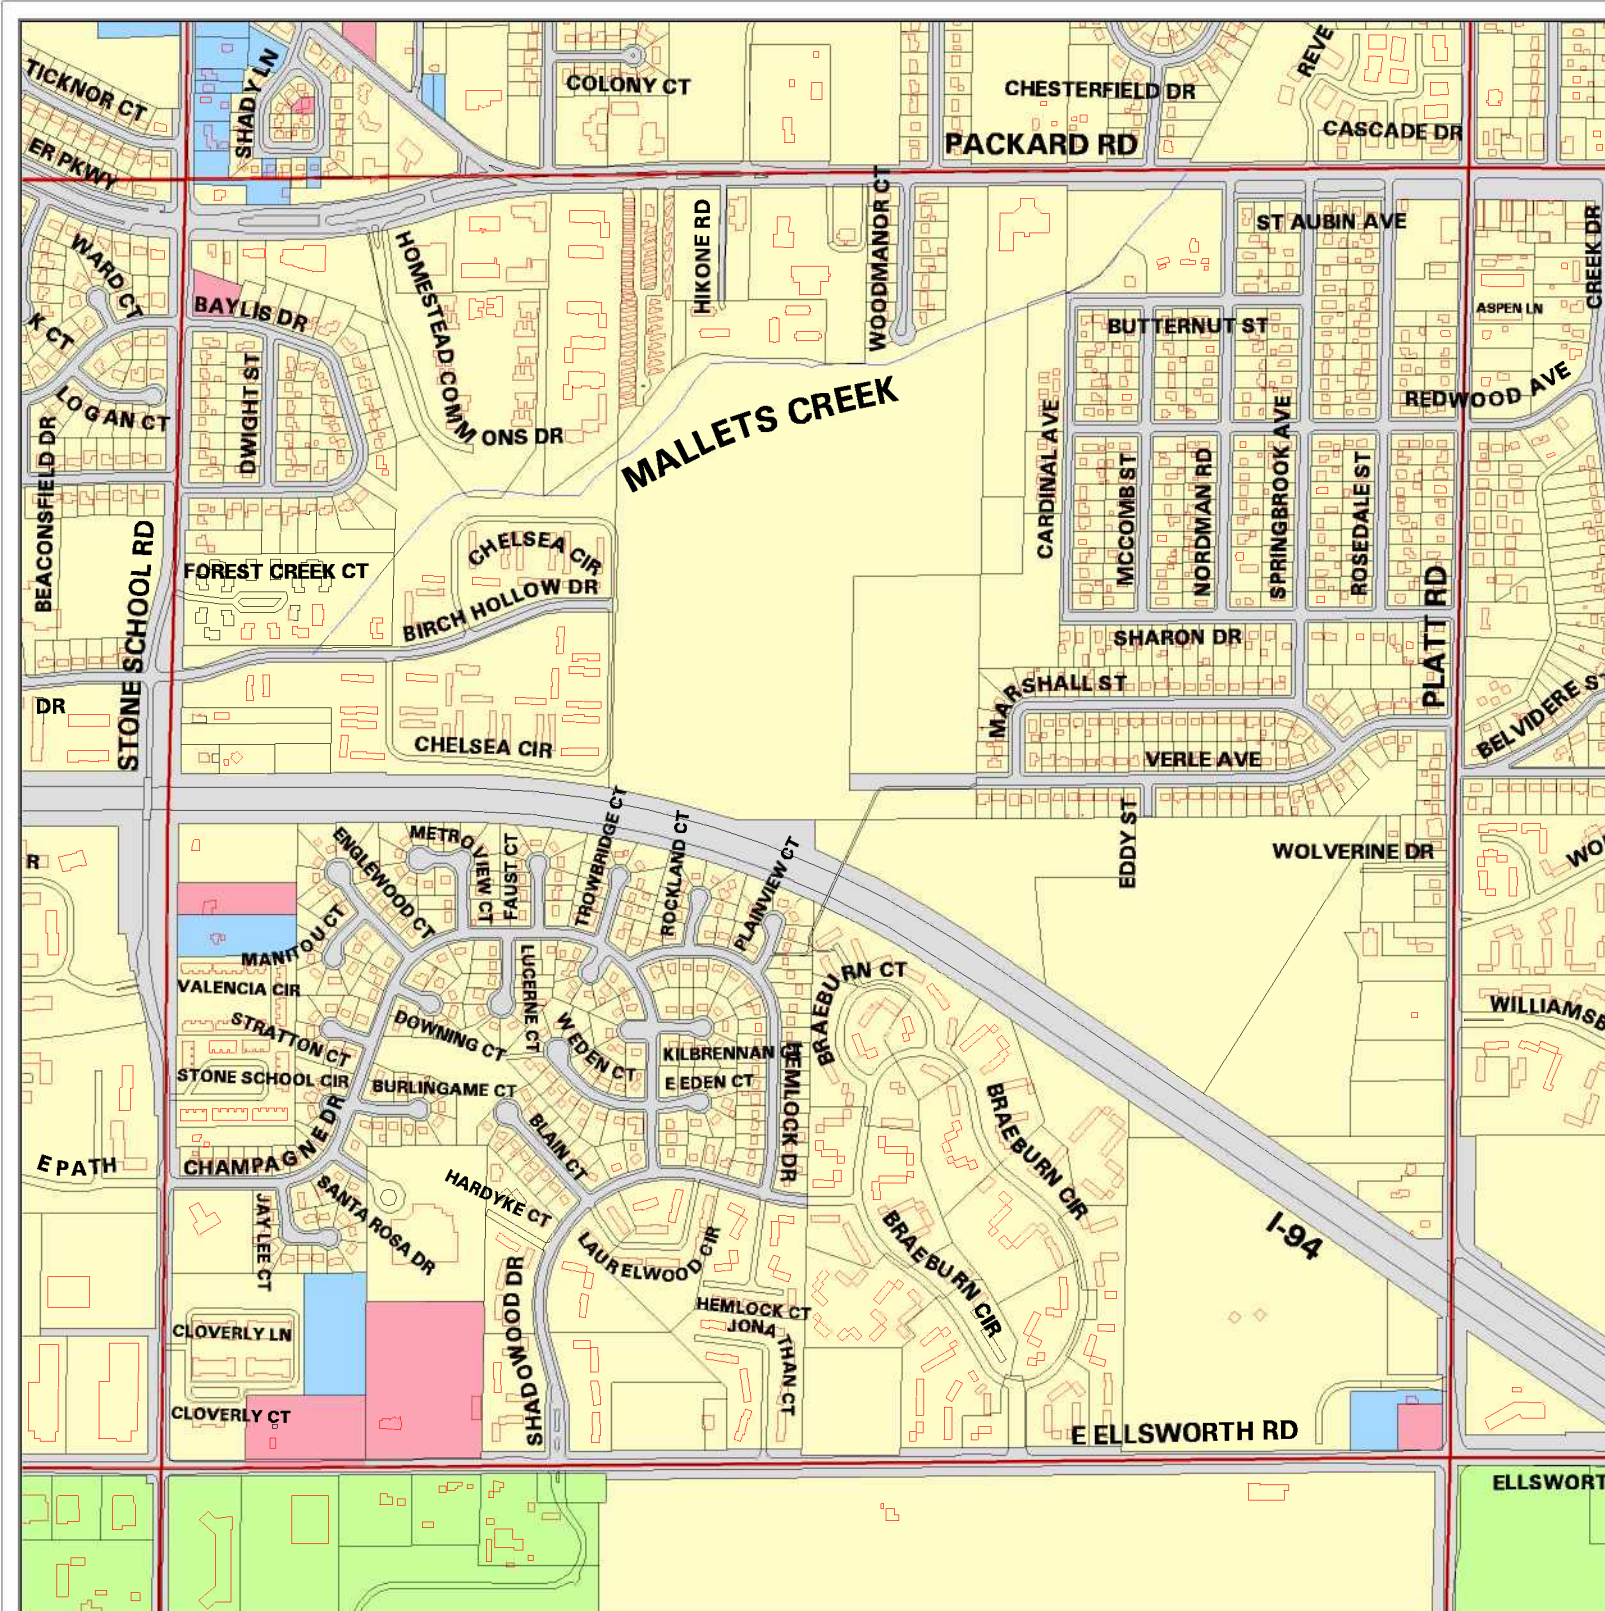 TICKNOR CT
SHADY LN
COLONY CT
CHESTERFIELD DR
REVE
CASCADE DR
PACKARD RD
ER PKWY
WARD CT
K CT
BAYLIS DR
HOMESTEAD COMMONS DR
HIKONE RD
WOODMANOR CT
ST AUBIN AVE
CREEK DR
ASPEN LN
BUTTERNUT ST
MALLETS CREEK
REDWOOD AVE
LOGAN CT
DWIGHT ST
BEACONSFIELD DR
STONE SCHOOL RD
CARDINAL AVE
MCCOMB ST
NORDMAN RD
SPRINGBROOK AVE
ROSEDALE ST
PLATT RD
CHELSEA CIR
FOREST CREEK CT
BIRCH HOLLOW DR
SHARON DR
MARSHALL ST
DR
CHELSEA CIR
VERLE AVE
BELVIDERE ST
EDDY ST
WOLVERINE DR
WO
R
ENGLEWOOD CT
METROVIEW CT
FAUST CT
TROWBRIDGE CT
ROCKLAND CT
PLAINVIEW CT
MANITOU CT
VALENCIA CIR
LUCERNE CT
BRAEBURN CT
WILLIAMSB
STRATTON CT
DOWNING CT
W EDEN CT
KILBRENNAN C
HEMLOCK DR
E EDEN CT
STONE SCHOOL CIR
BURLINGAME CT
BLAIN CT
BRAEBURN CIR
E PATH
CHAMPAGNE DR
SANTA ROSA DR
HARDYKE CT
JAY LEE CT
LAURELWOOD CIR
BRAEBURN CIR
I-94
SHADOWOOD DR
HEMLOCK CT
JONATHAN CT
CLOVERLY LN
CLOVERLY CT
E ELLSWORTH RD
ELLSWORT